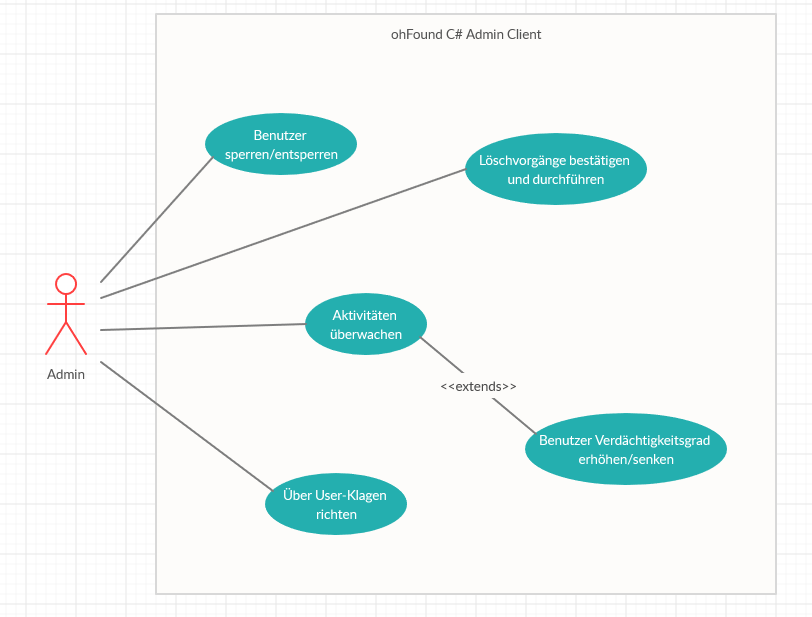 ohFound C# Admin Client
Benutzer
sperren/entsperren
Löschvorgänge bestätigen
und durchführen
Aktivitäten
überwachen
Admin
<<extends>>
Benutzer Verdächtigkeitsgrad
erhöhen/senken
Über User-Klagen
richten